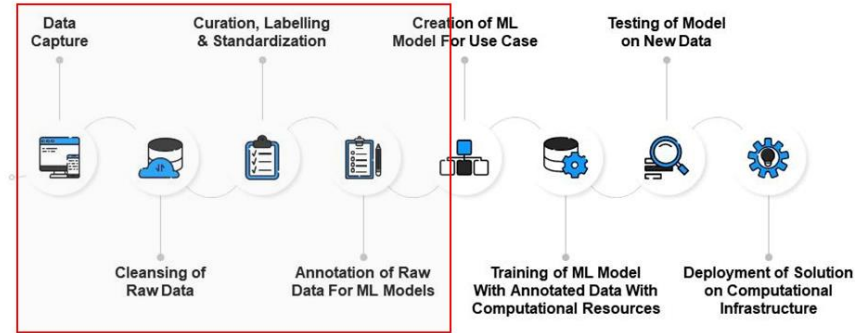 Data
Capture
Curation, Labelling
& Standardization
Creation of ML
Model For Use Case
Testing of Model
on New Data
Cleansing of
Raw Data
Annotation of Raw
Data For ML Models
Training of ML Model
With Annotated Data With
Computational Resources
Deployment of Solution
on Computational
Infrastructure